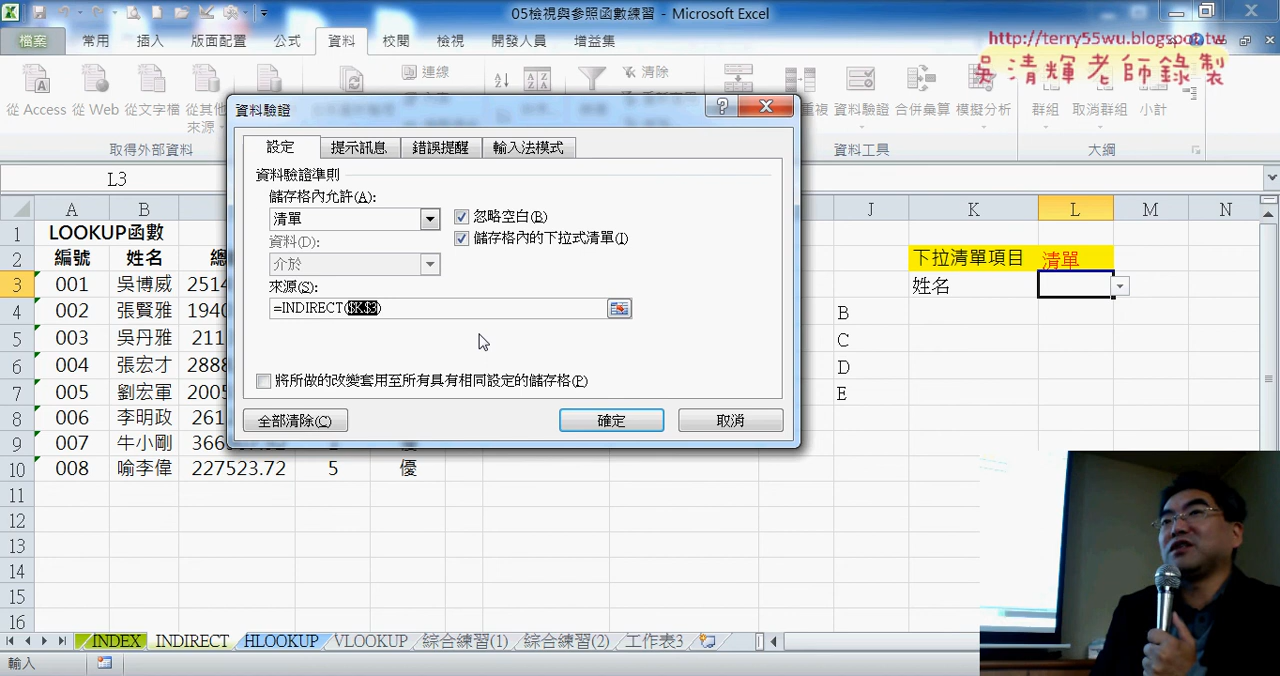 05檢視與參照函數練習 - Microsoft Excel
http://terry55wu.blogspot.tw
吳清輝老師錄製
檔案 常用 插入 版面配置 公式 資料 校閱 檢視 開發人員 增益集
連線 清除
從 Access 從 Web 從文字檔 從其他來源 資料驗證 合併彙算 模擬分析 群組 取消群組 小計
取得外部資料 資料工具 大綱
資料驗證
設定 提示訊息 錯誤提醒 輸入法模式
資料驗證準則
儲存格內允許(A):
清單
忽略空白(B)
資料(D):
儲存格內的下拉式清單(I)
介於
來源(S):
=INDIRECT($K$3)
將所做的改變套用至所有具有相同設定的儲存格(P)
全部清除(C) 確定 取消
L3
A B J K L M N
1 LOOKUP函數
2 編號 姓名 下拉清單項目 清單
3 001 吳博威 2514 姓名
4 002 張賢雅 1940 B
5 003 吳丹雅 211 C
6 004 張宏才 2888 D
7 005 劉宏軍 2005 E
8 006 李明政 261
9 007 牛小剛 366
10 008 喻李偉 227523.72 5 優
11
12
13
14
15
16
INDEX INDIRECT HLOOKUP VLOOKUP 綜合練習(1) 綜合練習(2) 工作表3
輸入